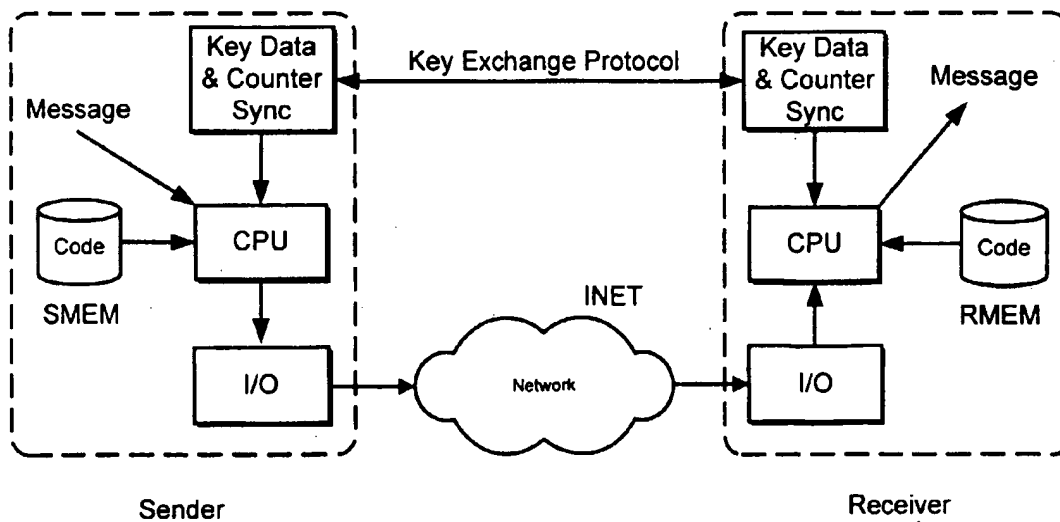 Key Data
& Counter
Sync
Key Exchange Protocol
Key Data
& Counter
Sync
Message
Message
Code
CPU
CPU
Code
SMEM
INET
RMEM
I/O
Network
I/O
Sender
Receiver